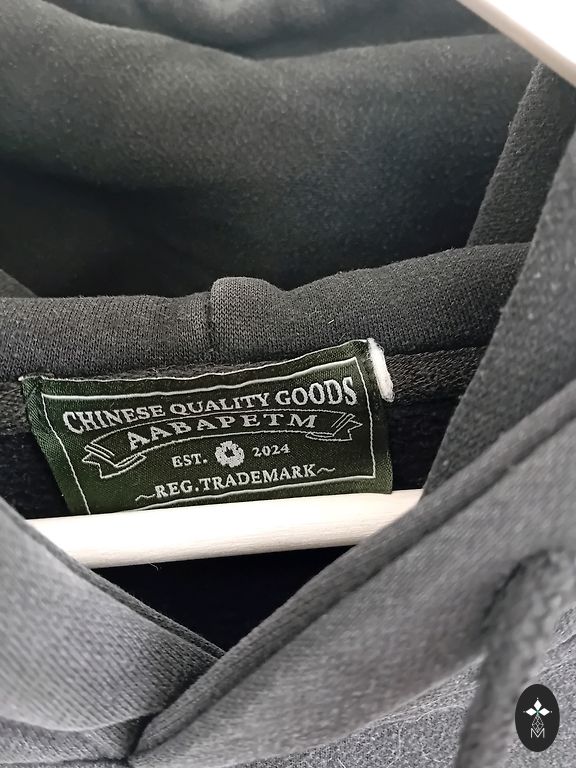 CHINESE QUALITY GOODS
AABAPETM
EST. 2024
~REG.TRADEMARK~
M